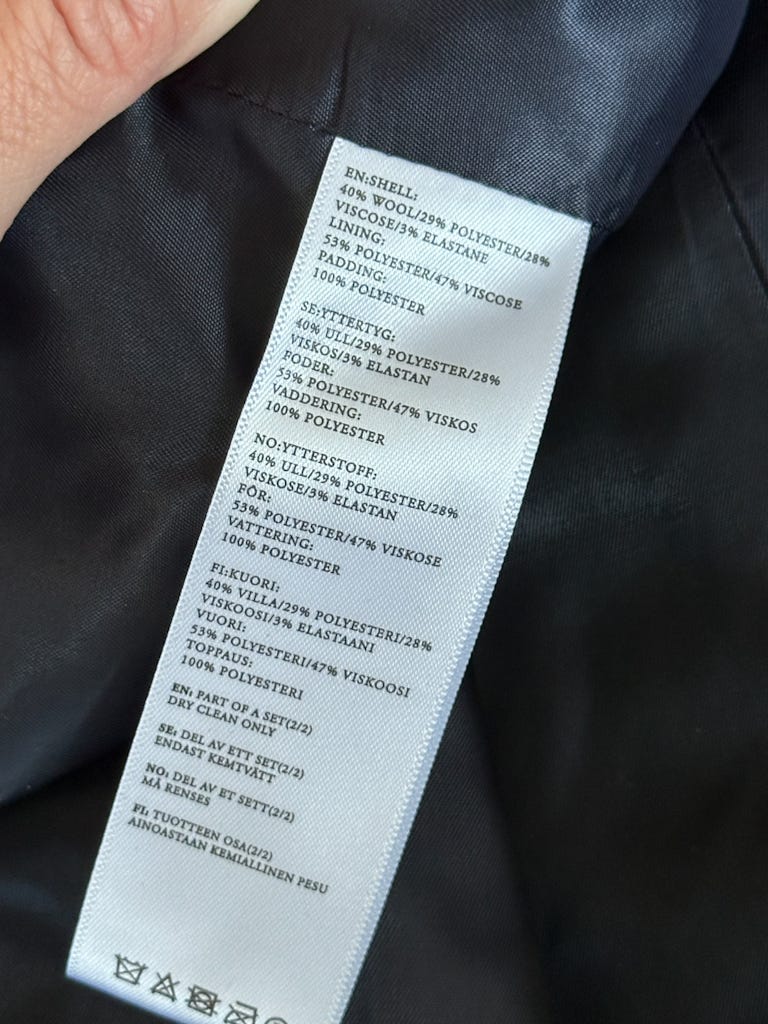 EN:SHELL:
40% WOOL/29% POLYESTER/28%
VISCOSE/3% ELASTANE
LINING:
53% POLYESTER/47% VISCOSE
PADDING:
100% POLYESTER
SE:YTTERTYG:
40% ULL/29% POLYESTER/28%
VISKOS/3% ELASTAN
FODER:
53% POLYESTER/47% VISKOS
VADDERING:
100% POLYESTER
NO:YTTERSTOFF:
40% ULL/29% POLYESTER/28%
VISKOSE/3% ELASTAN
FÔR:
53% POLYESTER/47% VISKOSE
VATTERING:
100% POLYESTER
FI:KUORI:
40% VILLA/29% POLYESTERI/28%
VISKOOSI/3% ELASTAANI
VUORI:
53% POLYESTERI/47% VISKOOSI
TOPPAUS:
100% POLYESTERI
EN: PART OF A SET(2/2)
DRY CLEAN ONLY
SE: DEL AV ETT SET(2/2)
ENDAST KEMTVÄTT
NO: DEL AV ET SETT(2/2)
MÅ RENSES
FI: TUOTTEEN OSA(2/2)
AINOASTAAN KEMIALLINEN PESU